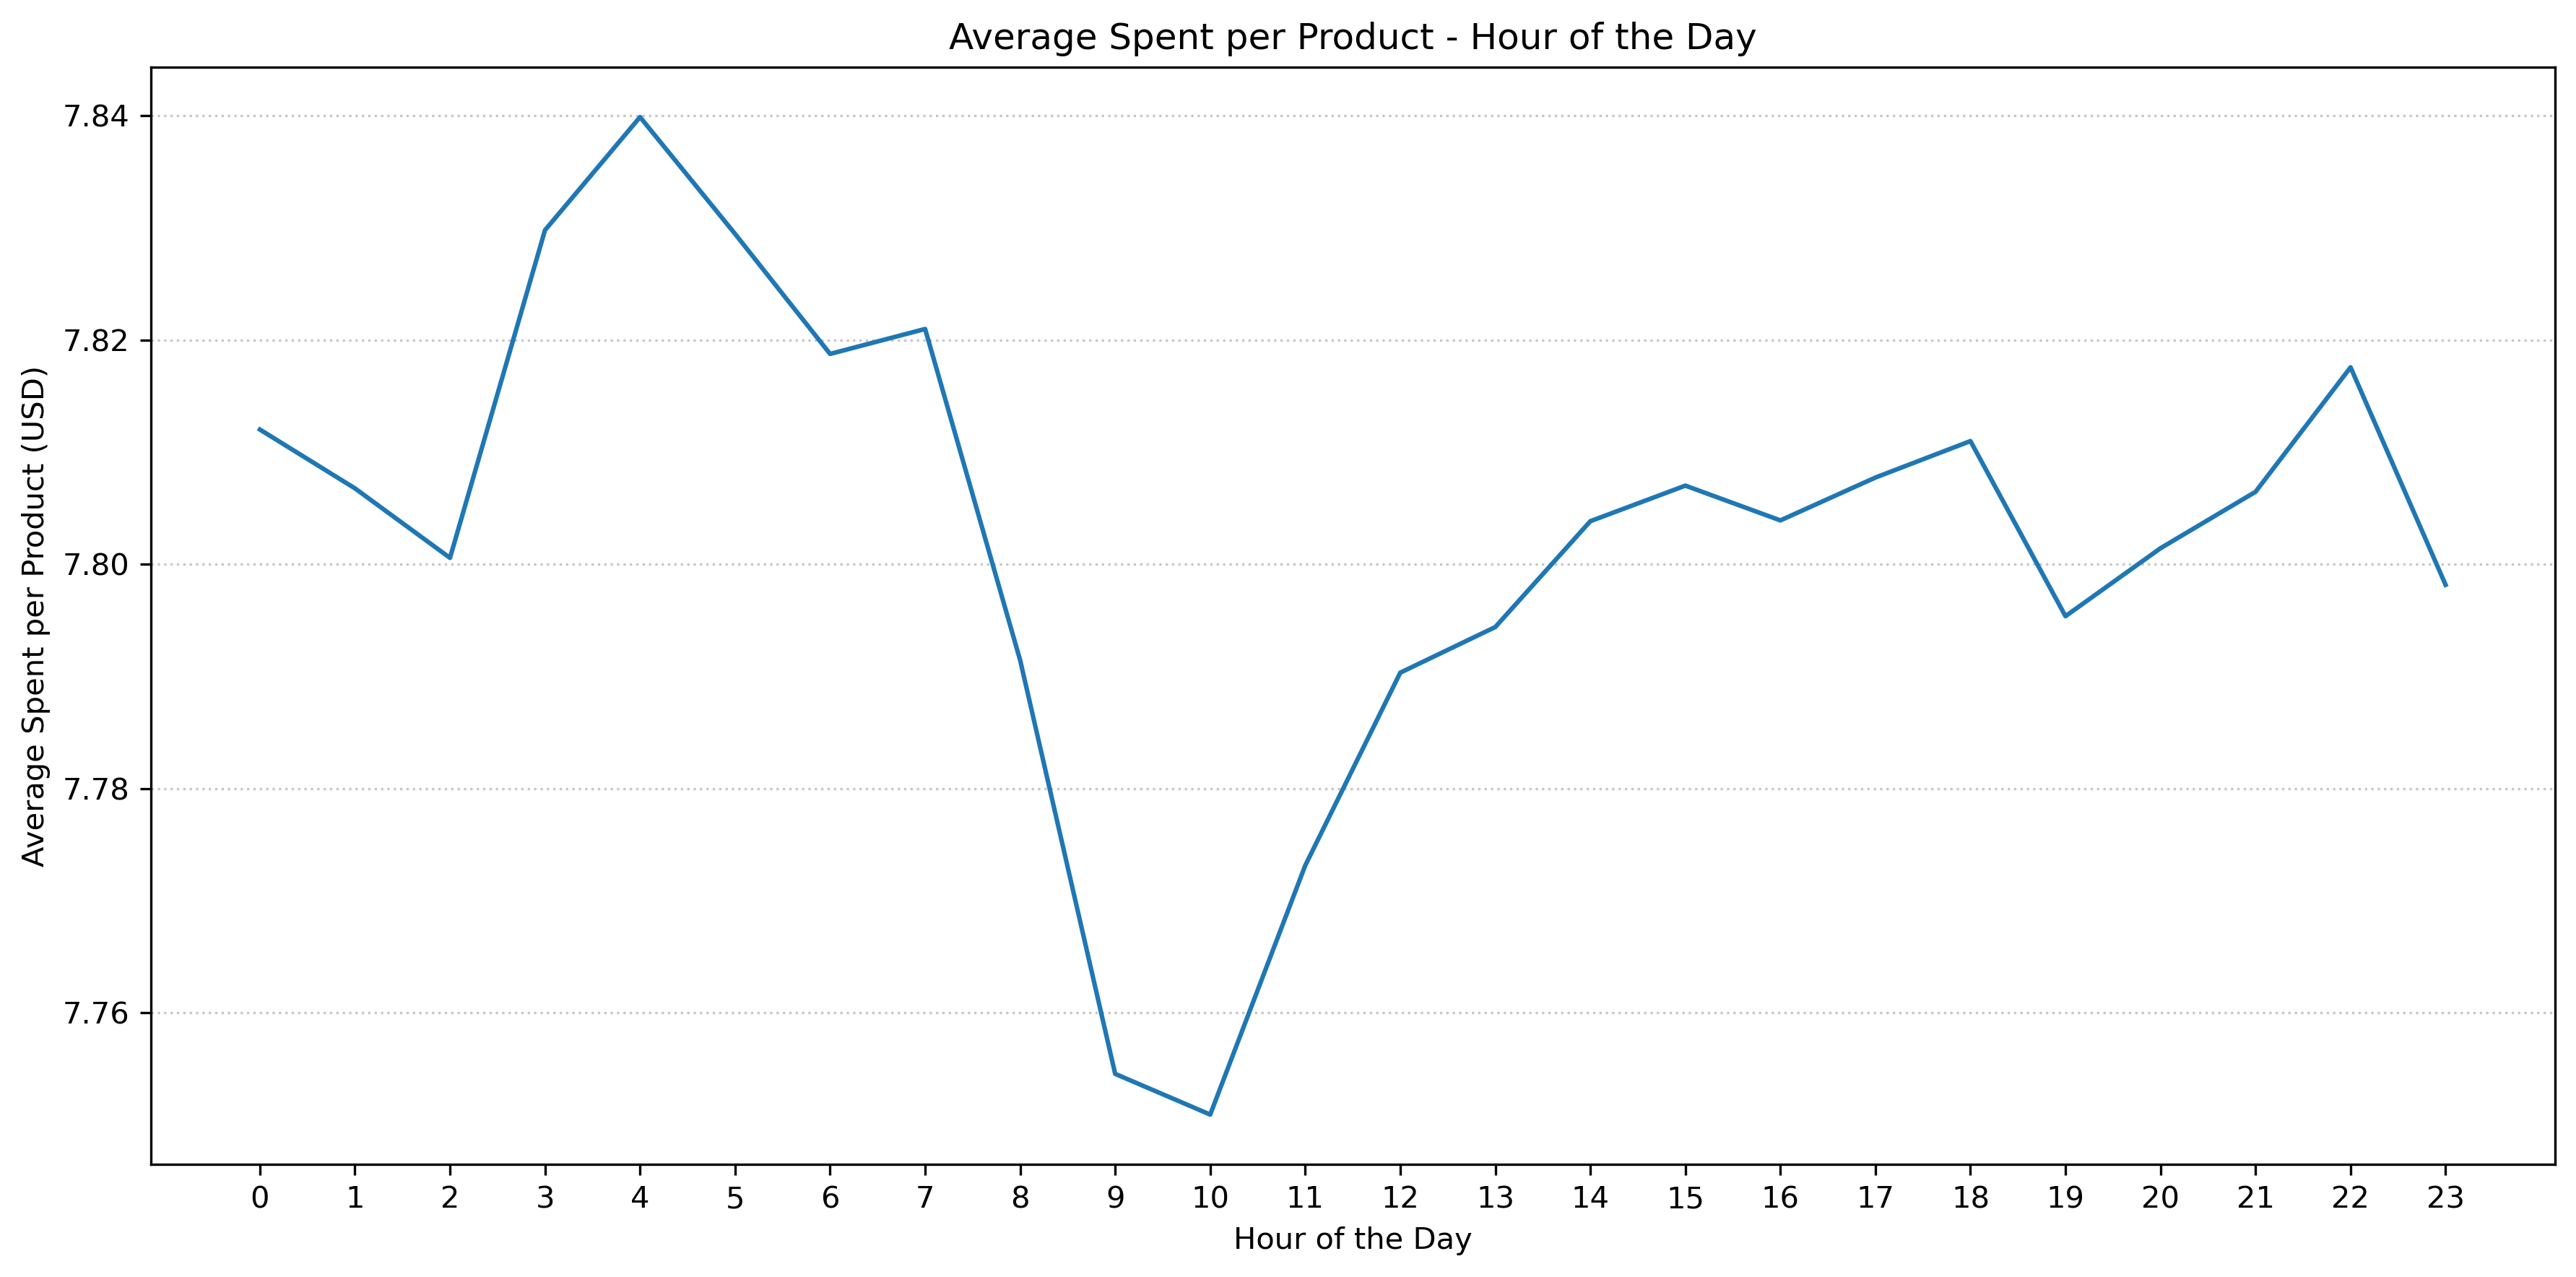 Average Spent per Product - Hour of the Day
Average Spent per Product (USD)
7.84
7.82
7.80
7.78
7.76
0 1 2 3 4 5 6 7 8 9 10 11 12 13 14 15 16 17 18 19 20 21 22 23
Hour of the Day